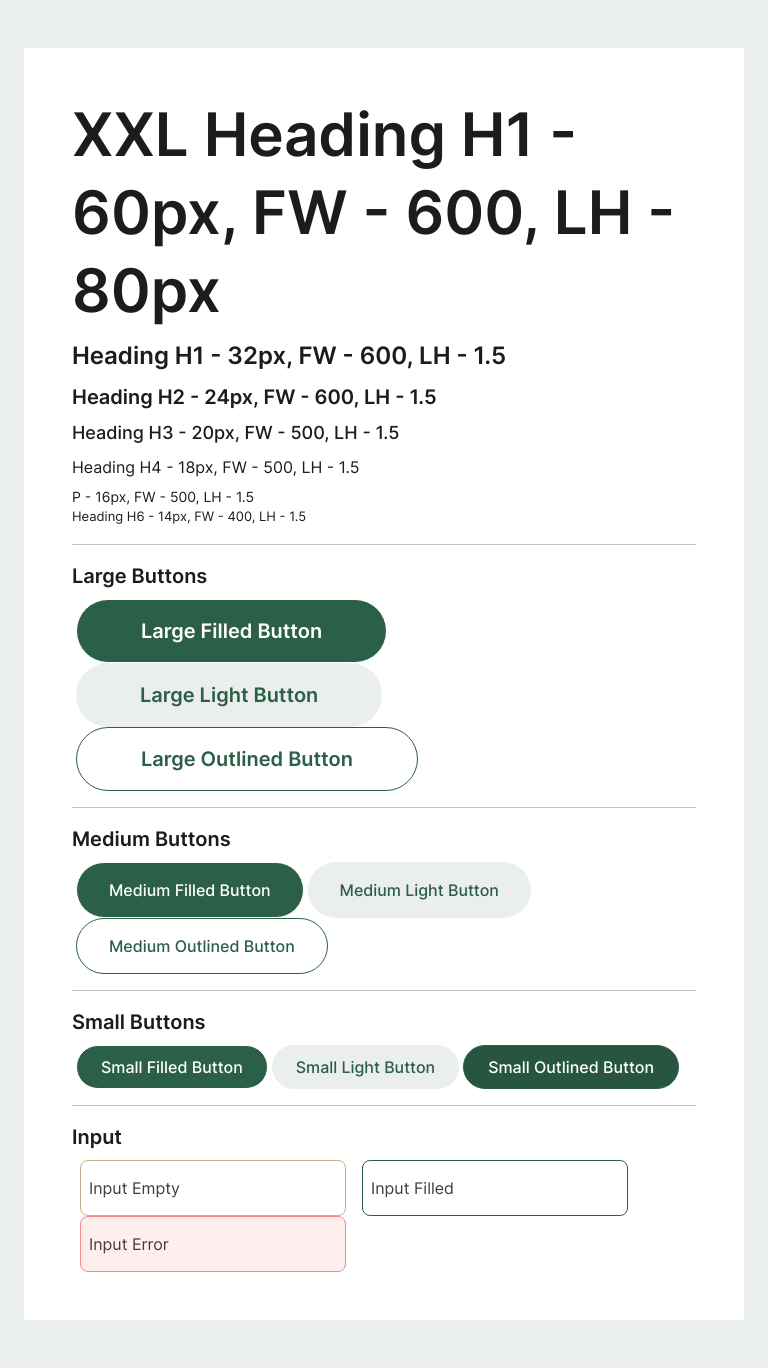 XXL Heading H1 -
60px, FW - 600, LH -
80px
Heading H1 - 32px, FW - 600, LH - 1.5
Heading H2 - 24px, FW - 600, LH - 1.5
Heading H3 - 20px, FW - 500, LH - 1.5
Heading H4 - 18px, FW - 500, LH - 1.5
P - 16px, FW - 500, LH - 1.5
Heading H6 - 14px, FW - 400, LH - 1.5
Large Buttons
Large Filled Button
Large Light Button
Large Outlined Button
Medium Buttons
Medium Filled Button
Medium Light Button
Medium Outlined Button
Small Buttons
Small Filled Button
Small Light Button
Small Outlined Button
Input
Input Empty
Input Filled
Input Error